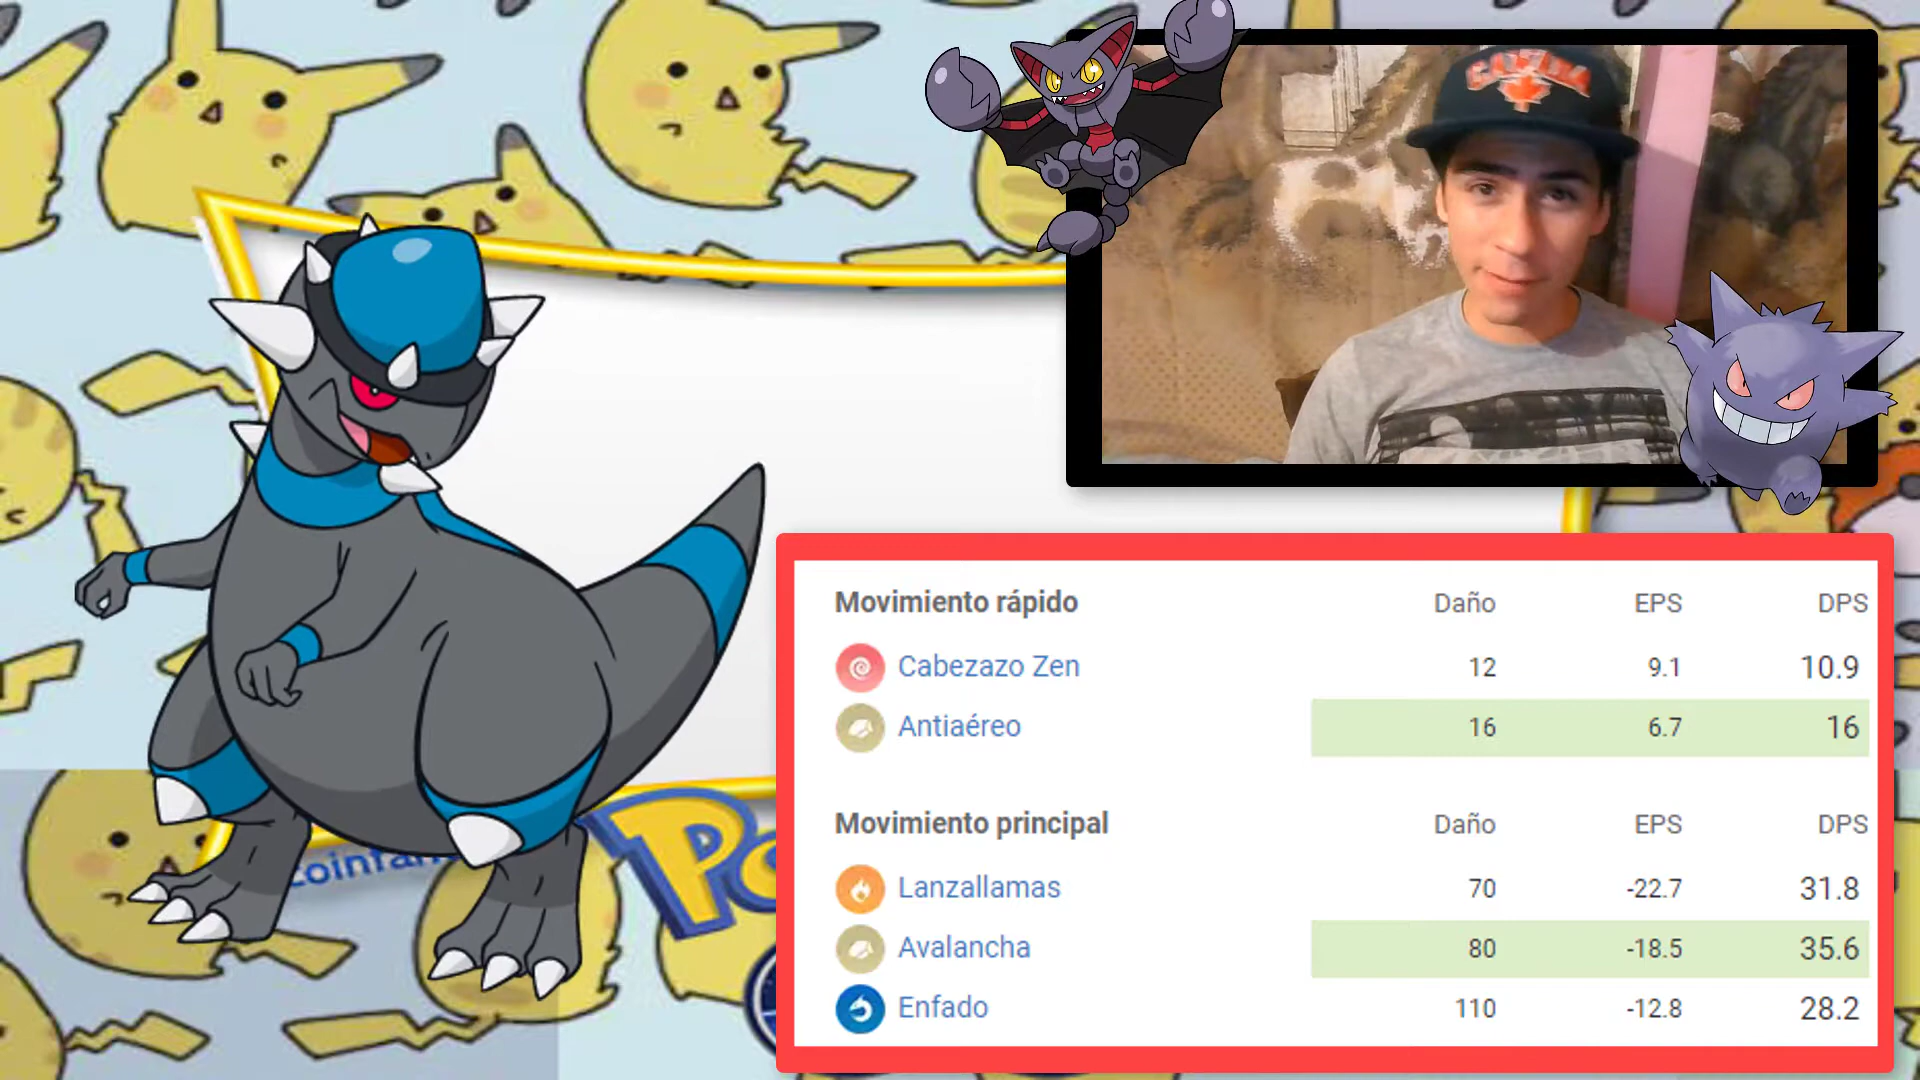 CANADA
Movimiento rápido Daño EPS DPS
Cabezazo Zen 12 9.1 10.9
Antiaéreo 16 6.7 16
Movimiento principal Daño EPS DPS
Lanzallamas 70 -22.7 31.8
Avalancha 80 -18.5 35.6
Enfado 110 -12.8 28.2